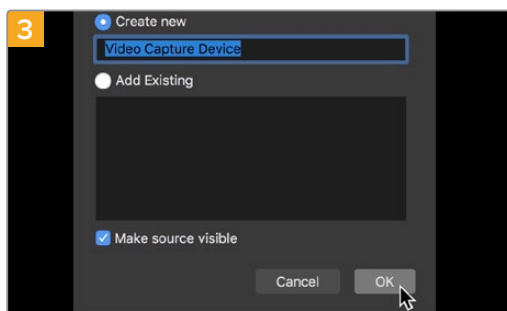 3
Create new
Video Capture Device
Add Existing
Make source visible
Cancel OK